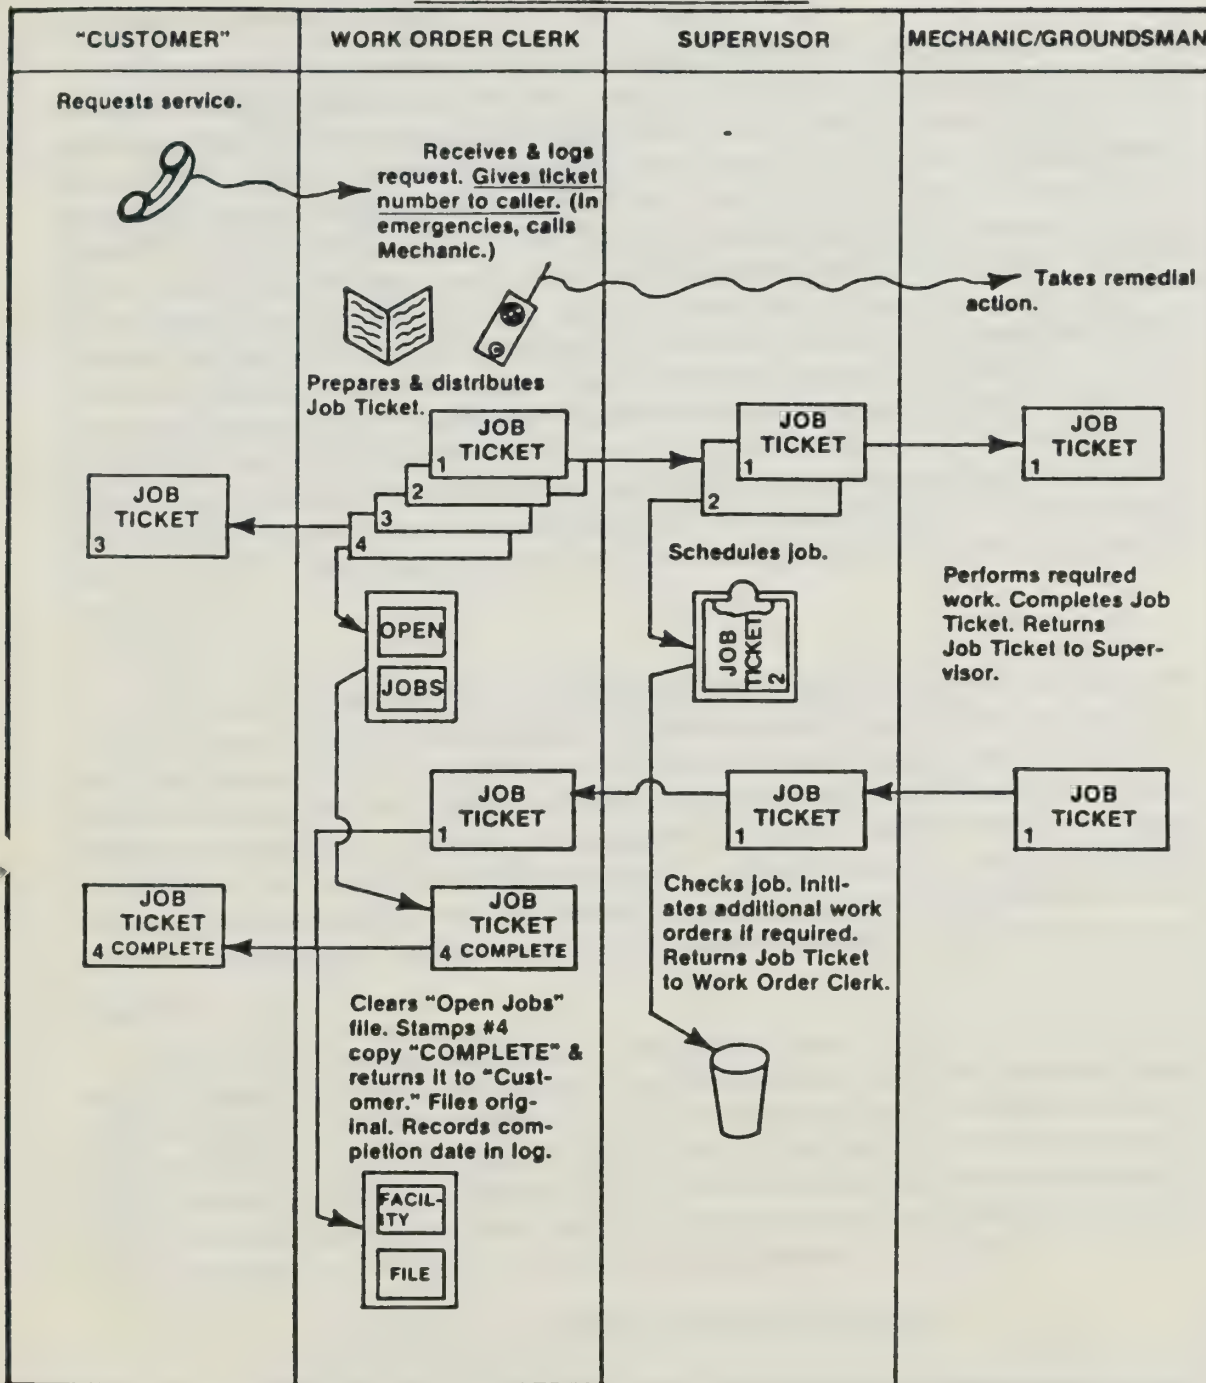 "CUSTOMER"
WORK ORDER CLERK
SUPERVISOR
MECHANIC/GROUNDSMAN
Requests service.
Receives & logs
request. Gives ticket
number to caller. (In
emergencies, calls
Mechanic.)
Takes remedial
action.
Prepares & distributes
Job Ticket.
JOB
TICKET
1
2
3
4
JOB
TICKET
1
2
JOB
TICKET
1
JOB
TICKET
3
OPEN
JOBS
Schedules job.
JOB
TICKET
2
Performs required
work. Completes Job
Ticket. Returns
Job Ticket to Super-
visor.
JOB
TICKET
1
JOB
TICKET
1
JOB
TICKET
1
JOB
TICKET
4 COMPLETE
JOB
TICKET
4 COMPLETE
Checks job. Initi-
ates additional work
orders if required.
Returns Job Ticket
to Work Order Clerk.
Clears "Open Jobs"
file. Stamps #4
copy "COMPLETE" &
returns it to "Cust-
omer." Files orig-
inal. Records com-
pletion date in log.
FACIL-
ITY
FILE